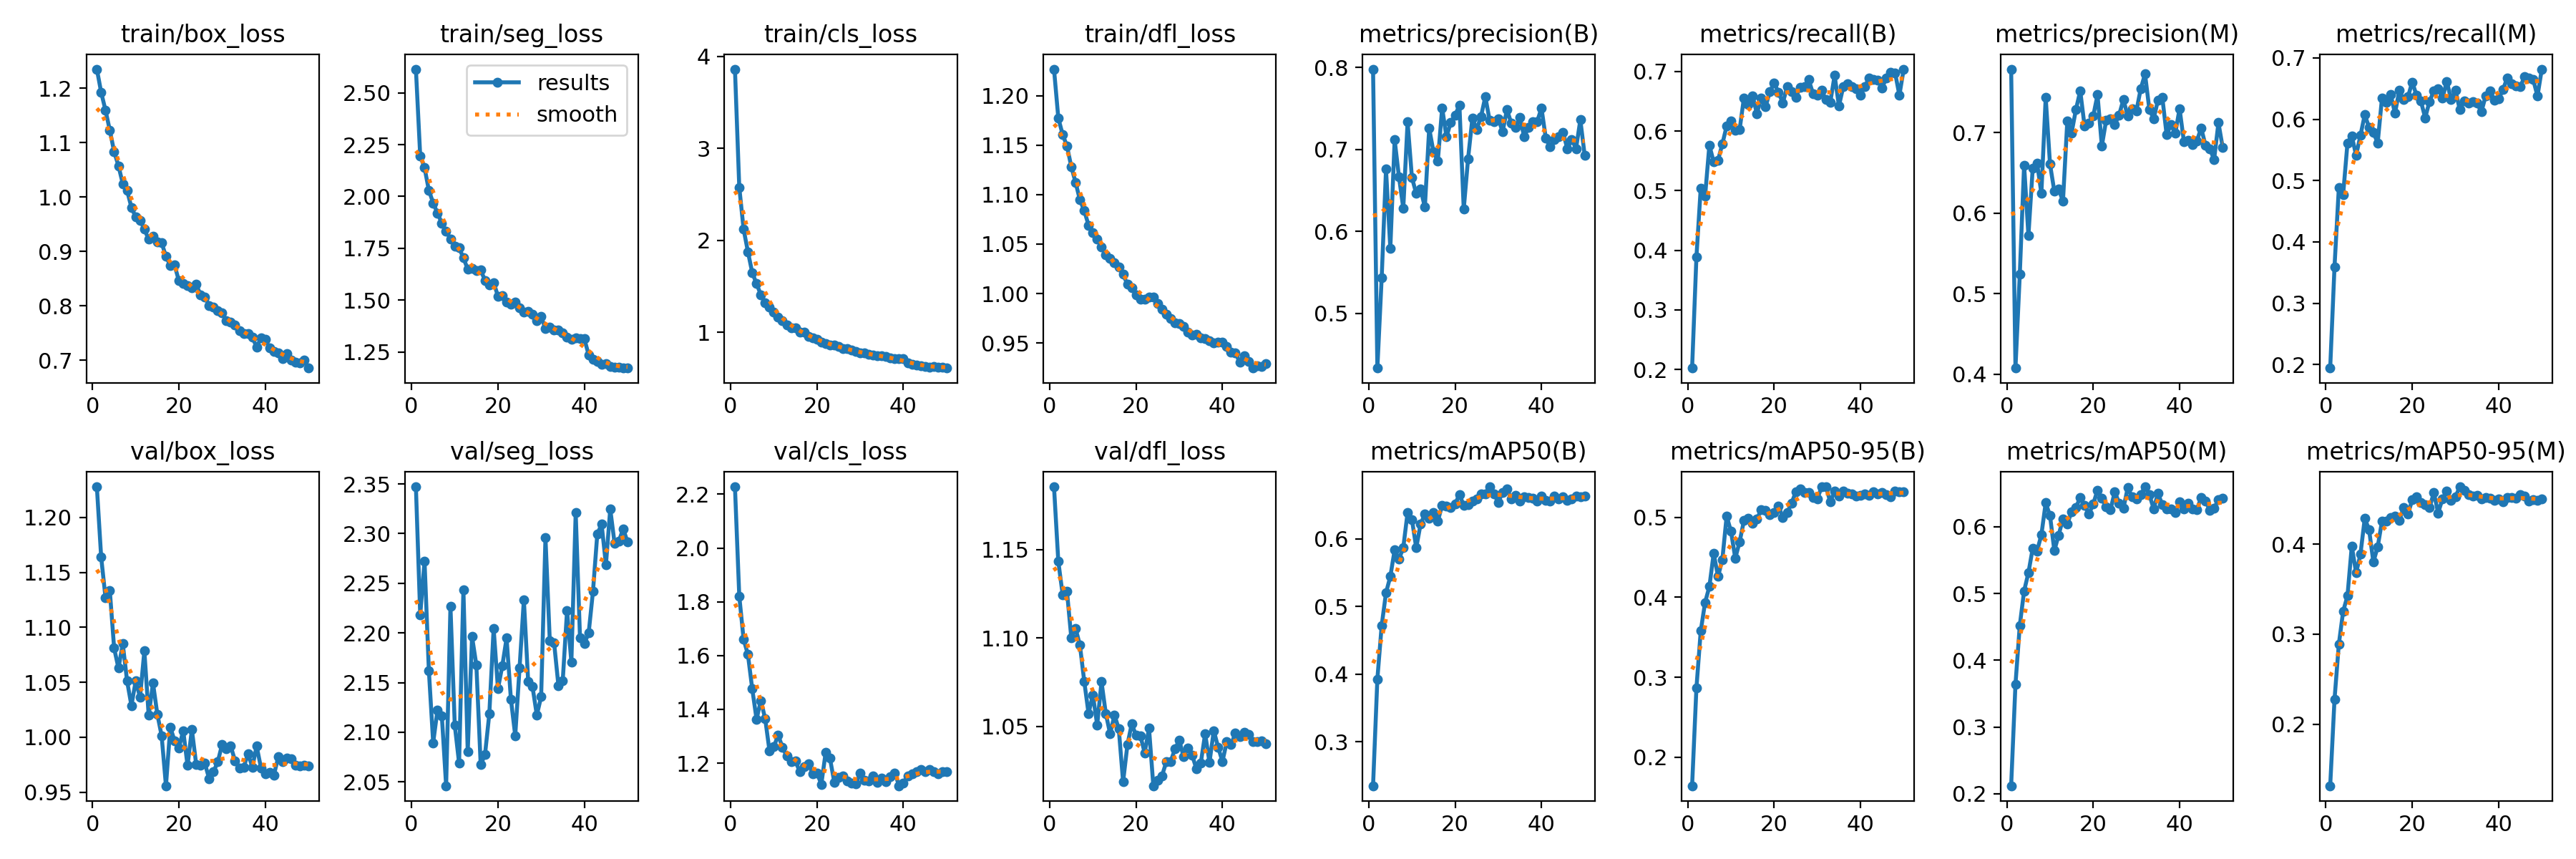 train/box_loss
train/seg_loss
train/cls_loss
train/dfl_loss
metrics/precision(B)
metrics/recall(B)
metrics/precision(M)
metrics/recall(M)
1.2
1.1
1.0
0.9
0.8
0.7
0 20 40
results
smooth
2.50
2.25
2.00
1.75
1.50
1.25
0 20 40
4
3
2
1
0 20 40
1.20
1.15
1.10
1.05
1.00
0.95
0 20 40
0.8
0.7
0.6
0.5
0 20 40
0.7
0.6
0.5
0.4
0.3
0.2
0 20 40
0.7
0.6
0.5
0.4
0 20 40
0.7
0.6
0.5
0.4
0.3
0.2
0 20 40
val/box_loss
val/seg_loss
val/cls_loss
val/dfl_loss
metrics/mAP50(B)
metrics/mAP50-95(B)
metrics/mAP50(M)
metrics/mAP50-95(M)
1.20
1.15
1.10
1.05
1.00
0.95
0 20 40
2.35
2.30
2.25
2.20
2.15
2.10
2.05
0 20 40
2.2
2.0
1.8
1.6
1.4
1.2
0 20 40
1.15
1.10
1.05
0 20 40
0.6
0.5
0.4
0.3
0 20 40
0.5
0.4
0.3
0.2
0 20 40
0.6
0.5
0.4
0.3
0.2
0 20 40
0.4
0.3
0.2
0 20 40